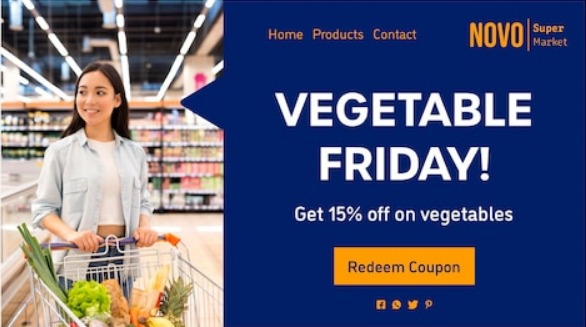 Home Products Contact
NOVO Super Market
VEGETABLE
FRIDAY!
Get 15% off on vegetables
Redeem Coupon